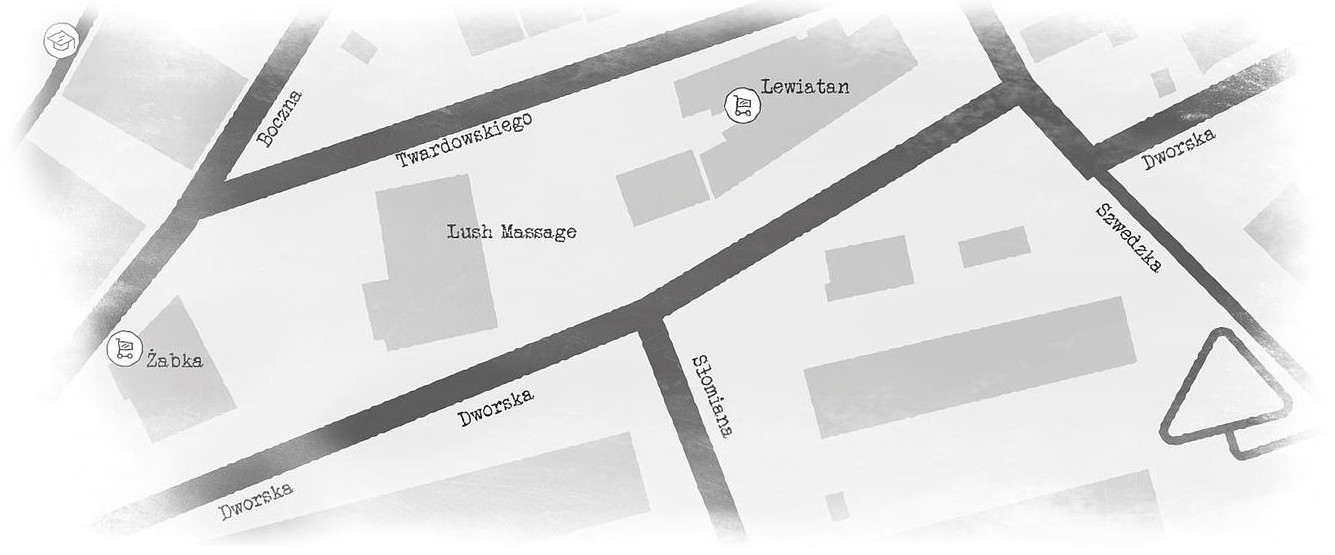 Lewiatan
Boczna
Twardowskiego
Dworska
Lush Massage
Szwedzka
Żabka
Słomiana
Dworska
Dworska